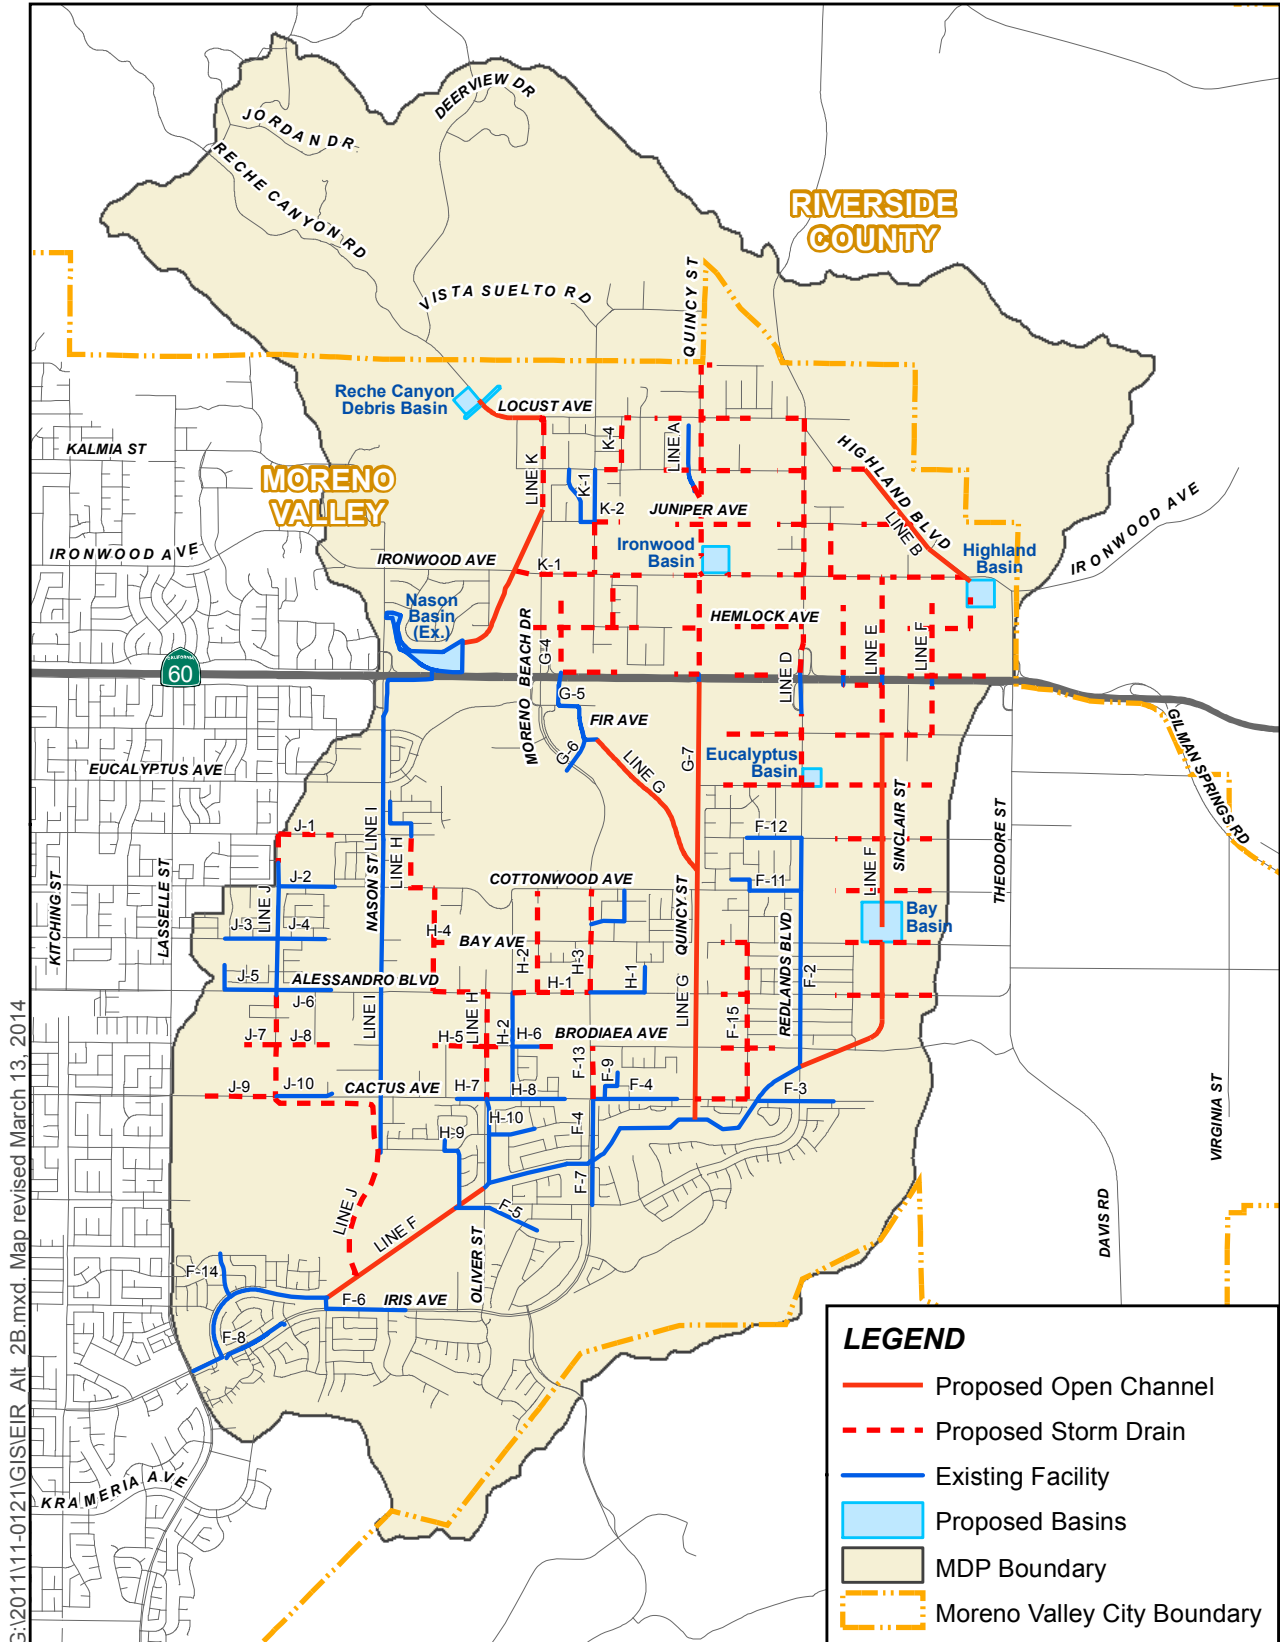 DEERVIEW DR
JORDAN DR
RECHE CANYON RD
RIVERSIDE
COUNTY
VISTA SUELTO RD
QUINCY ST
Reche Canyon
Debris Basin
LOCUST AVE
KALMIA ST
K-4
LINE A
HIGHLAND BLVD
MORENO
VALLEY
LINE K
K-1
K-2
JUNIPER AVE
LINE B
IRONWOOD AVE
IRONWOOD AVE
IRONWOOD AVE
Ironwood
Basin
Highland
Basin
K-1
Nason
Basin
(Ex.)
HEMLOCK AVE
MORENO BEACH DR
G-4
LINE D
LINE E
LINE F
CALIFORNIA
60
G-5
FIR AVE
G-6
LINE G
G-7
GILMAN SPRINGS RD
EUCALYPTUS AVE
Eucalyptus
Basin
SINCLAIR ST
THEODORE ST
J-1
LINE I
LINE H
F-12
KITCHING ST
LASSELLE ST
J-2
LINE J
NASON ST
COTTONWOOD AVE
F-11
LINE F
J-3
J-4
H-4
BAY AVE
QUINCY ST
REDLANDS BLVD
Bay
Basin
J-5
ALESSANDRO BLVD
H-2
H-3
H-1
H-1
F-2
J-6
LINE I
LINE H
LINE G
J-7
J-8
H-5
H-2
H-6
BRODIAEA AVE
F-15
F-13
F-9
J-9
J-10
CACTUS AVE
H-7
H-8
F-4
F-3
H-10
F-4
H-9
F-7
VIRGINIA ST
LINE J
LINE F
F-5
DAVIS RD
OLIVER ST
F-14
F-6
IRIS AVE
F-8
KRAMERIA AVE
LEGEND
Proposed Open Channel
Proposed Storm Drain
Existing Facility
Proposed Basins
MDP Boundary
Moreno Valley City Boundary
G:\2011\11-0121\GIS\EIR_Alt_2B.mxd. Map revised March 13, 2014